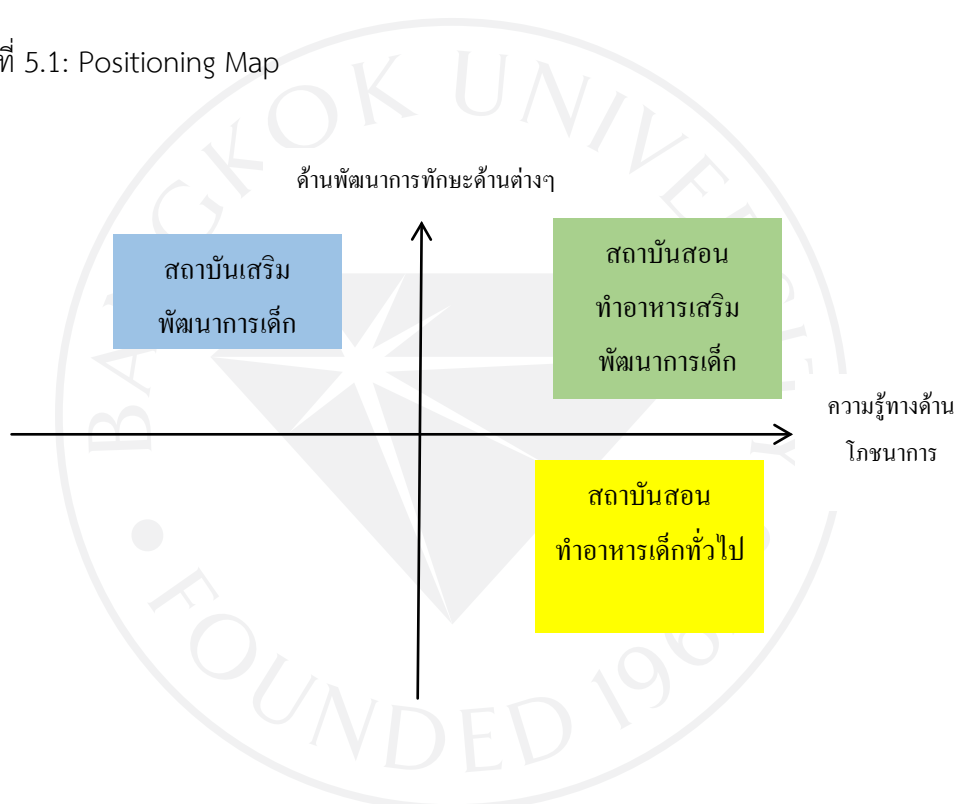 ที่ 5.1: Positioning Map
ด้านพัฒนาการทักษะด้านต่างๆ
สถาบันเสริม
พัฒนาการเด็ก
สถาบันสอน
ทำอาหารเสริม
พัฒนาการเด็ก
ความรู้ทางด้าน
โภชนาการ
สถาบันสอน
ทำอาหารเด็กทั่วไป
BANGKOK UNIVERSITY
FOUNDED 196